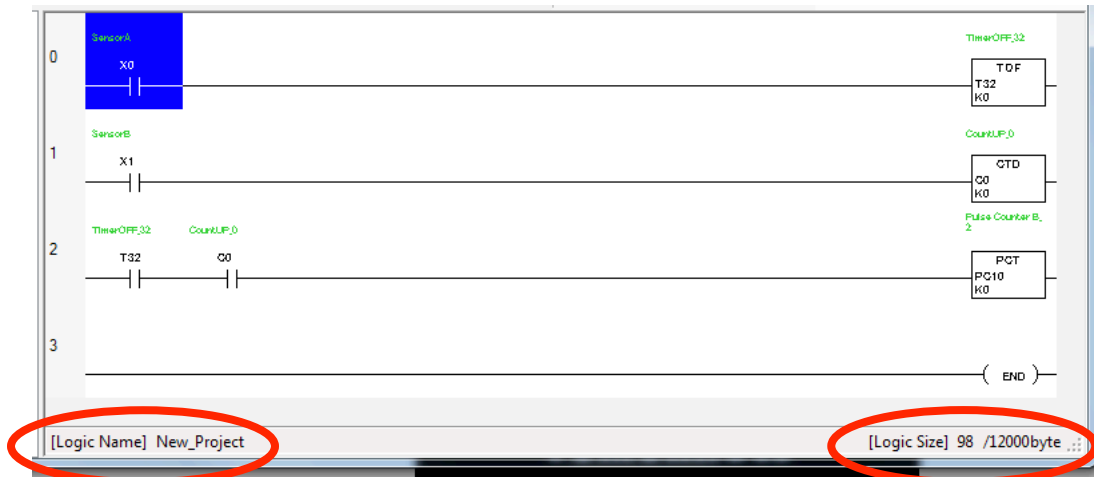 SensorA
TimerOFF_32
0
X0
TOF
T32
K0
SensorB
CountUP_0
1
X1
CTD
C0
K0
Pulse Counter B_
2
TimerOFF_32 CountUP_0
2
T32 C0
PCT
PC10
K0
3
( END )
[Logic Name] New_Project
[Logic Size] 98 /12000byte